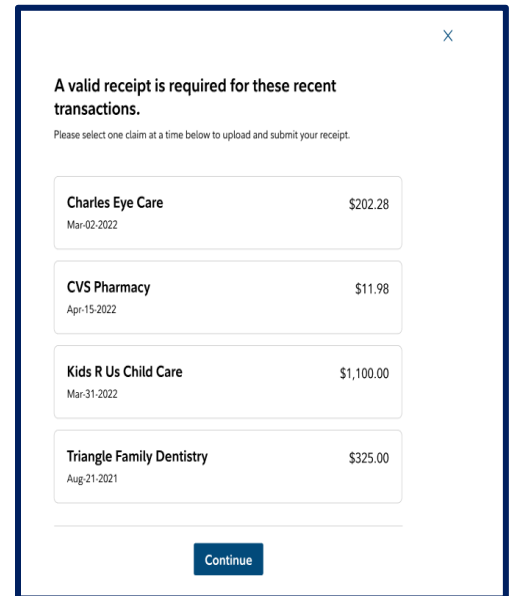 X
A valid receipt is required for these recent
transactions.
Please select one claim at a time below to upload and submit your receipt.
Charles Eye Care $202.28
Mar-02-2022
CVS Pharmacy $11.98
Apr-15-2022
Kids R Us Child Care $1,100.00
Mar-31-2022
Triangle Family Dentistry $325.00
Aug-21-2021
Continue